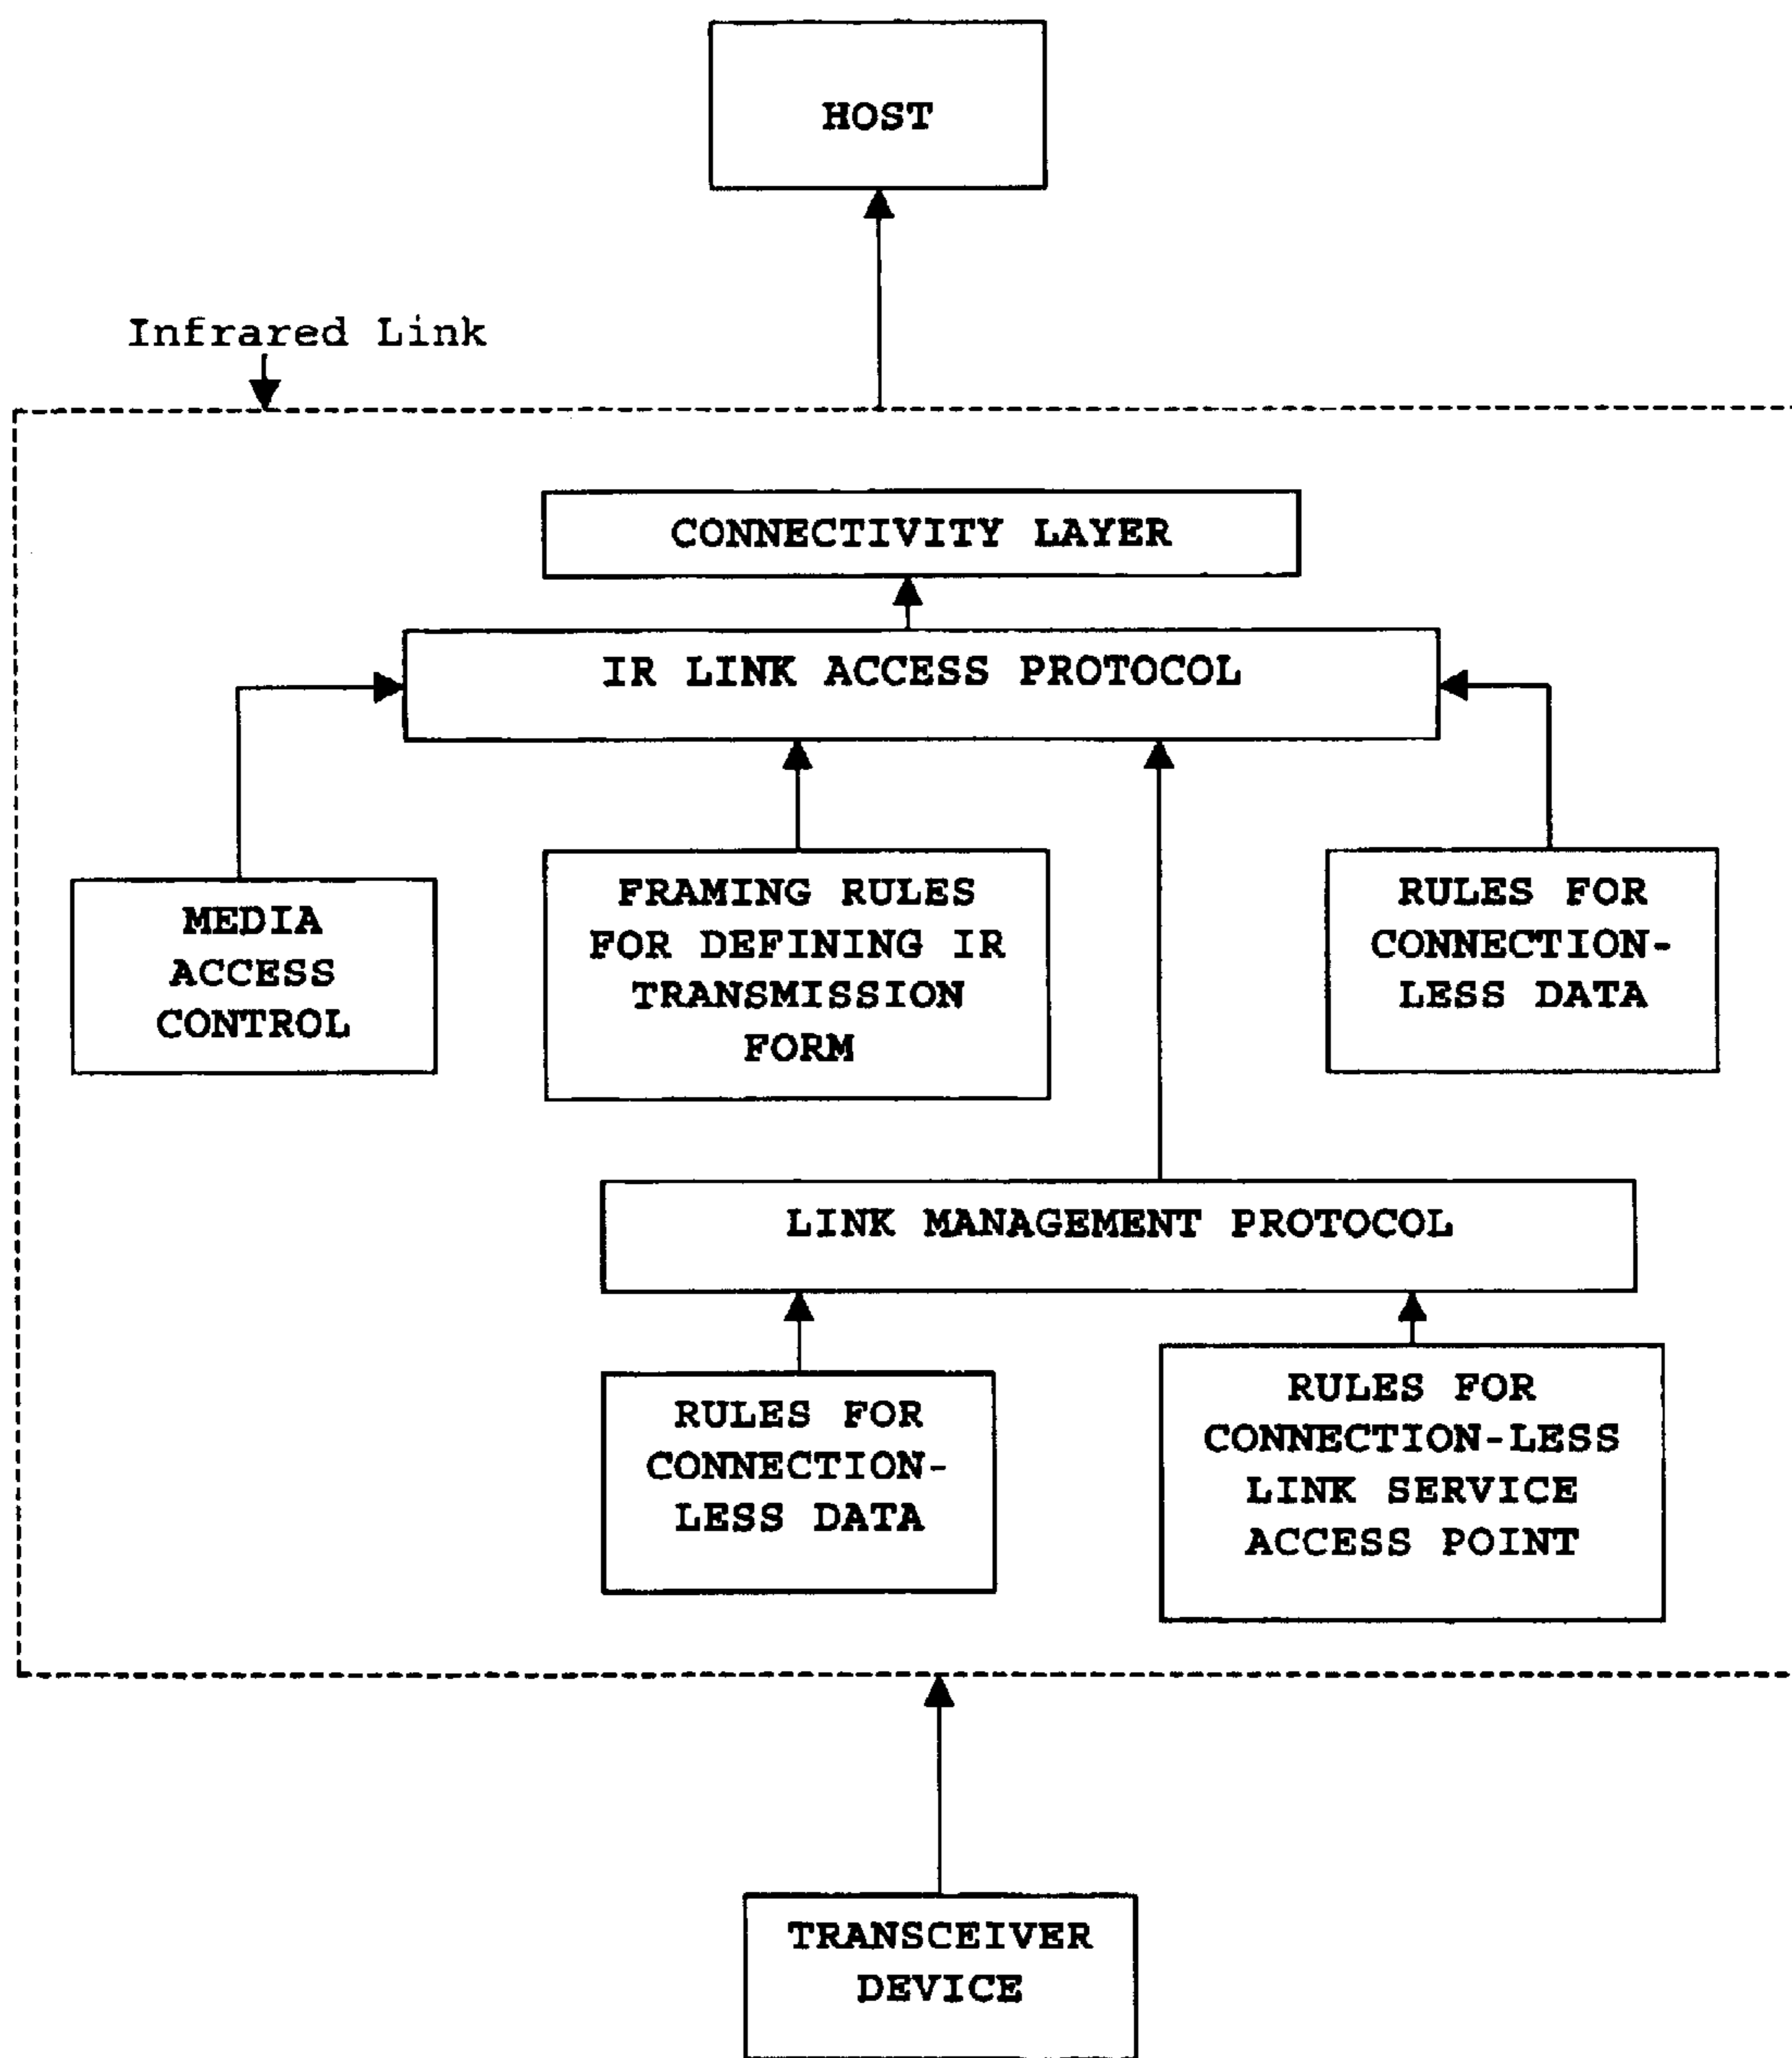 HOST
Infrared Link
CONNECTIVITY LAYER
IR LINK ACCESS PROTOCOL
MEDIA
ACCESS
CONTROL
FRAMING RULES
FOR DEFINING IR
TRANSMISSION
FORM
RULES FOR
CONNECTION-
LESS DATA
LINK MANAGEMENT PROTOCOL
RULES FOR
CONNECTION-
LESS DATA
RULES FOR
CONNECTION-LESS
LINK SERVICE
ACCESS POINT
TRANSCEIVER
DEVICE